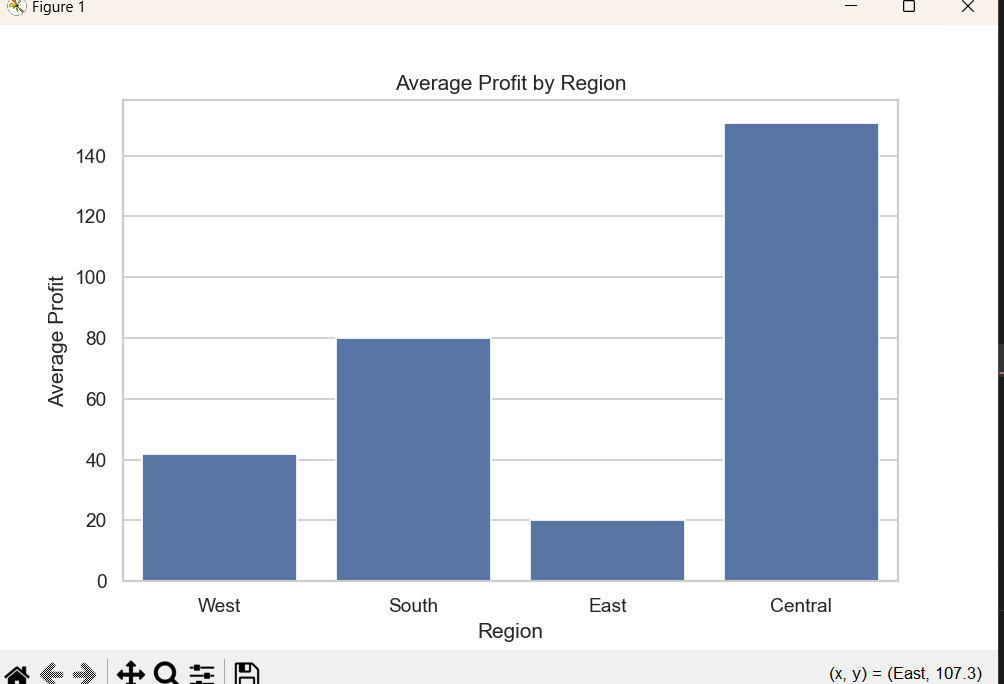 Figure 1
Average Profit by Region
Average Profit
140
120
100
80
60
40
20
0
West South East Central
Region
(x, y) = (East, 107.3)